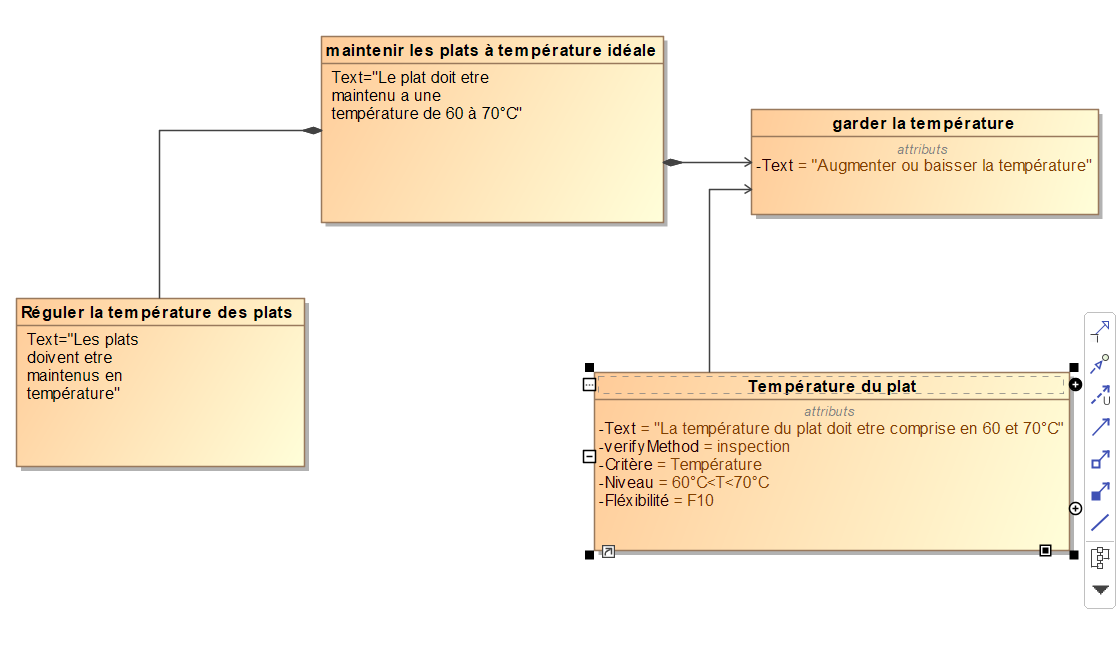 maintenir les plats à température idéale
Text="Le plat doit etre
maintenu a une
température de 60 à 70°C"
garder la température
attributs
-Text = "Augmenter ou baisser la température"
Réguler la température des plats
Text="Les plats
doivent etre
maintenus en
température"
Température du plat
attributs
-Text = "La température du plat doit etre comprise en 60 et 70°C"
-verifyMethod = inspection
-Critère = Température
-Niveau = 60°C<T<70°C
-Fléxibilité = F10
U